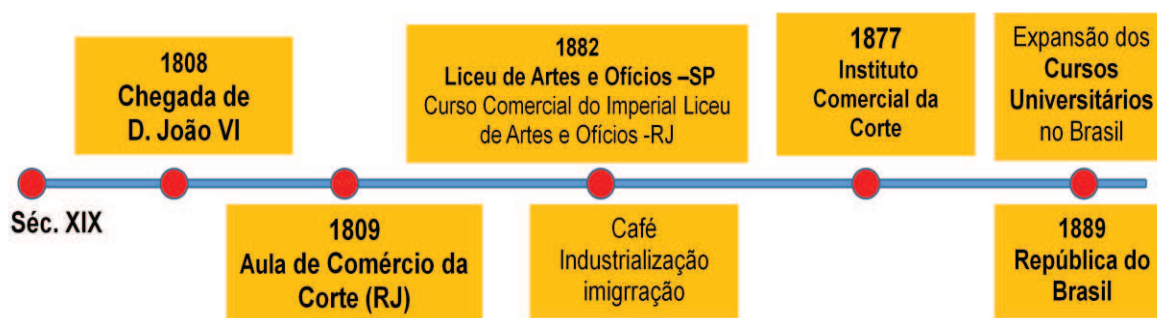 1808
Chegada de
D. João VI
1882
Liceu de Artes e Ofícios –SP
Curso Comercial do Imperial Liceu
de Artes e Ofícios -RJ
1877
Instituto
Comercial da
Corte
Expansão dos
Cursos
Universitários
no Brasil
Séc. XIX
1809
Aula de Comércio da
Corte (RJ)
Café
Industrialização
imigrração
1889
República do
Brasil